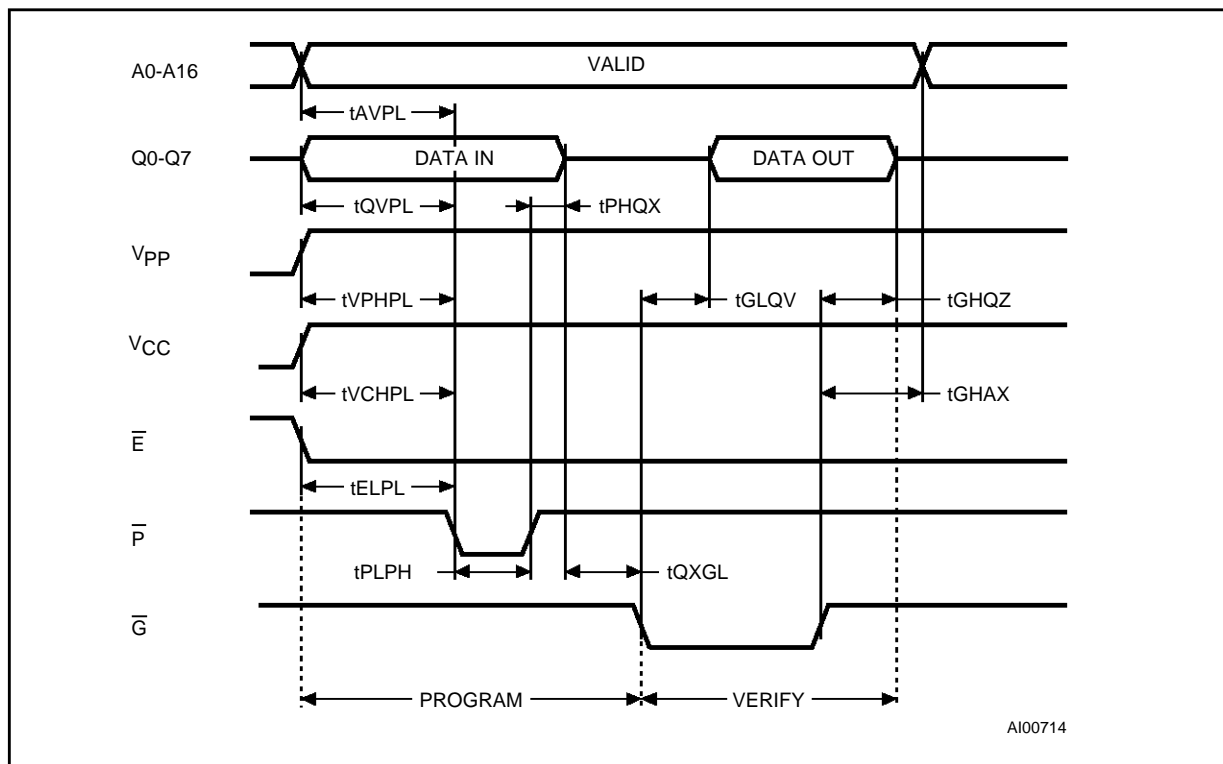 A0-A16
VALID
tAVPL
Q0-Q7
DATA IN
DATA OUT
tQVPL
tPHQX
VPP
tVPHPL
tGLQV
tGHQZ
VCC
tVCHPL
tGHAX
E̅
tELPL
P̅
tPLPH
tQXGL
G̅
PROGRAM
VERIFY
AI00714